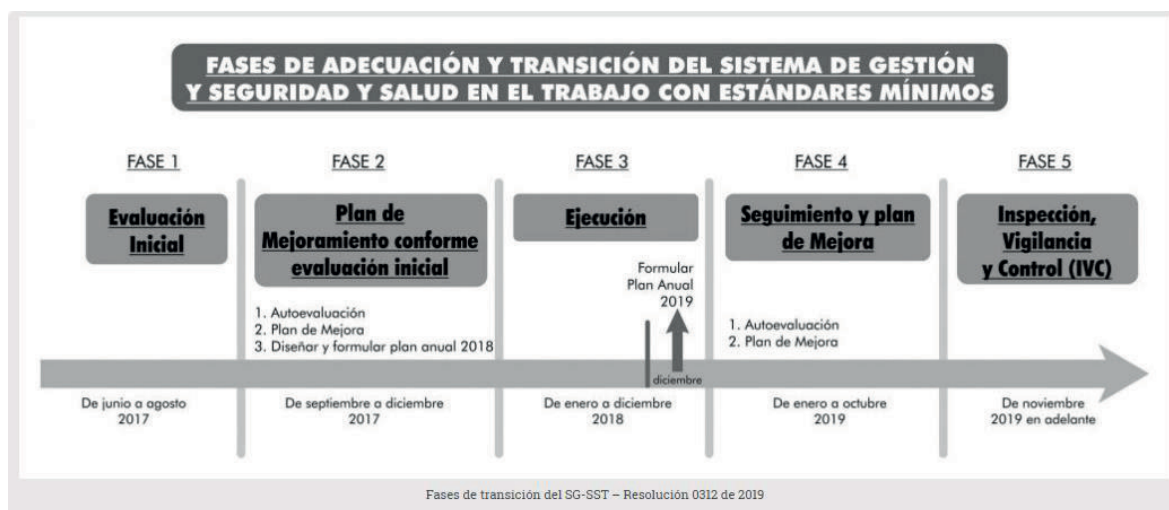 FASES DE ADECUACIÓN Y TRANSICIÓN DEL SISTEMA DE GESTIÓN
Y SEGURIDAD Y SALUD EN EL TRABAJO CON ESTÁNDARES MÍNIMOS
FASE 1
Evaluación
Inicial
De junio a agosto
2017
FASE 2
Plan de
Mejoramiento conforme
evaluación inicial
1. Autoevaluación
2. Plan de Mejora
3. Diseñar y formular plan anual 2018
De septiembre a diciembre
2017
FASE 3
Ejecución
Formular
Plan Anual
2019
diciembre
De enero a diciembre
2018
FASE 4
Seguimiento y plan
de Mejora
1. Autoevaluación
2. Plan de Mejora
De enero a octubre
2019
FASE 5
Inspección,
Vigilancia
y Control (IVC)
De noviembre
2019 en adelante
Fases de transición del SG-SST – Resolución 0312 de 2019